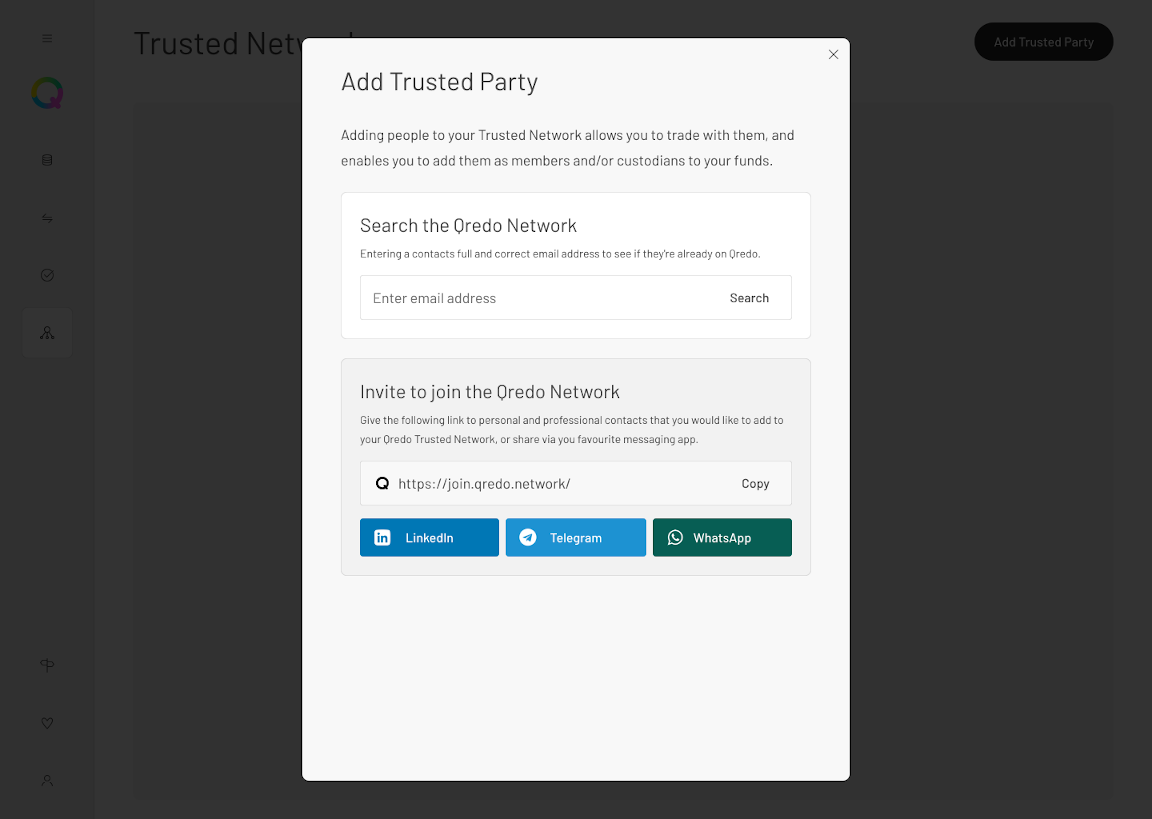 Trusted Network
Add Trusted Party
Add Trusted Party
Adding people to your Trusted Network allows you to trade with them, and
enables you to add them as members and/or custodians to your funds.
Search the Qredo Network
Entering a contacts full and correct email address to see if they're already on Qredo.
Enter email address
Search
Invite to join the Qredo Network
Give the following link to personal and professional contacts that you would like to add to
your Qredo Trusted Network, or share via you favourite messaging app.
https://join.qredo.network/
Copy
LinkedIn
Telegram
WhatsApp